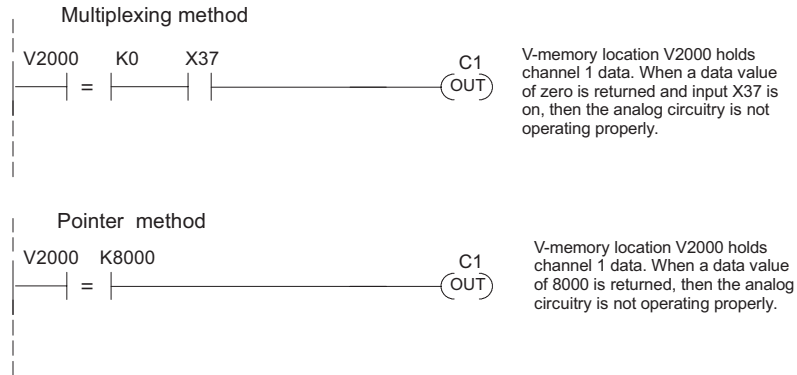 Multiplexing method
V2000 K0 X37 C1
= OUT
V-memory location V2000 holds
channel 1 data. When a data value
of zero is returned and input X37 is
on, then the analog circuitry is not
operating properly.
Pointer method
V2000 K8000 C1
= OUT
V-memory location V2000 holds
channel 1 data. When a data value
of 8000 is returned, then the analog
circuitry is not operating properly.